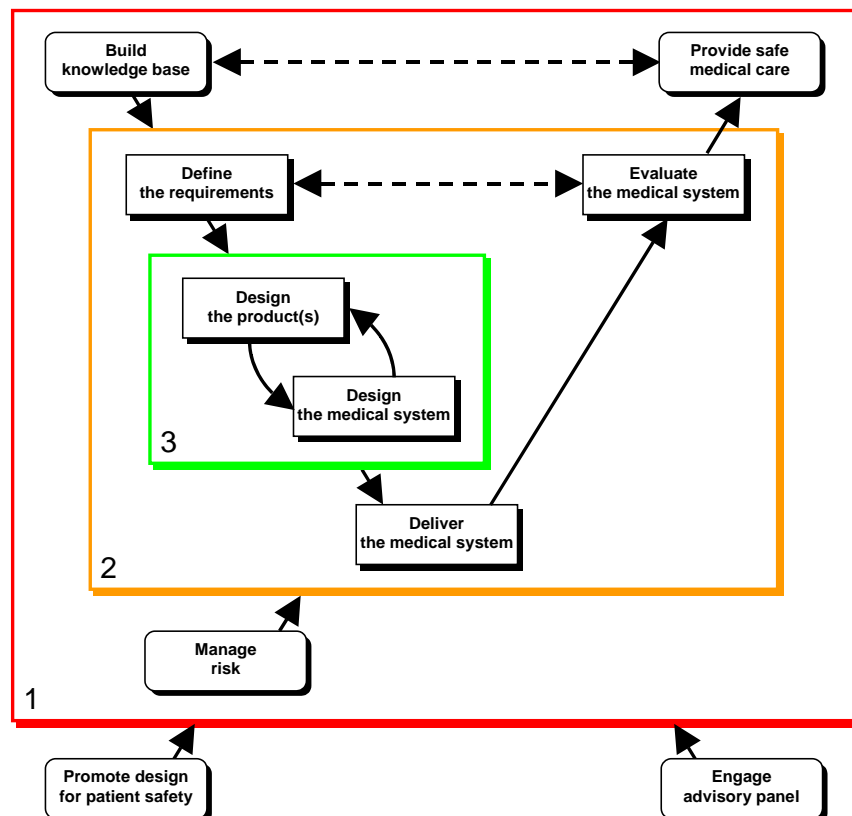 Build
knowledge base
Provide safe
medical care
Define
the requirements
Evaluate
the medical system
Design
the product(s)
Design
the medical system
3
Deliver
the medical system
2
Manage
risk
1
Promote design
for patient safety
Engage
advisory panel